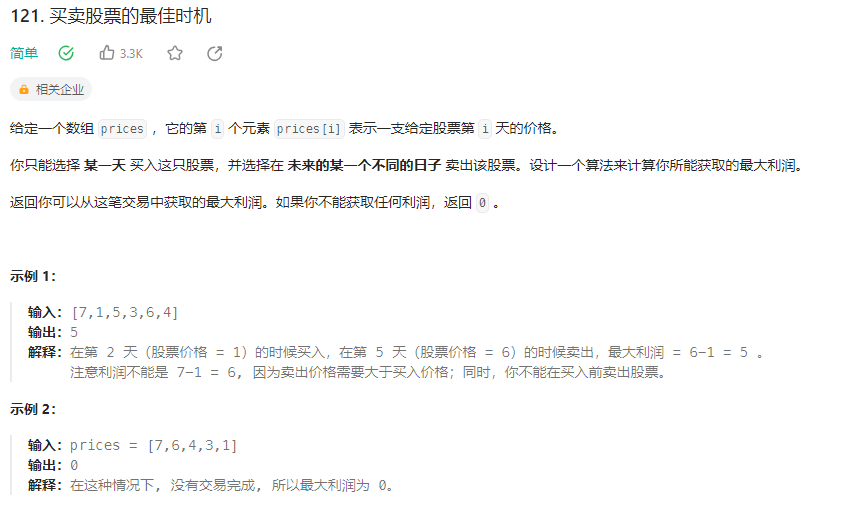 121. 买卖股票的最佳时机
简单 3.3K
相关企业
给定一个数组 prices ，它的第 i 个元素 prices[i] 表示一支给定股票第 i 天的价格。
你只能选择 某一天 买入这只股票，并选择在 未来的某一个不同的日子 卖出该股票。设计一个算法来计算你所能获取的最大利润。
返回你可以从这笔交易中获取的最大利润。如果你不能获取任何利润，返回 0 。
示例 1：
输入：[7,1,5,3,6,4]
输出：5
解释：在第 2 天（股票价格 = 1）的时候买入，在第 5 天（股票价格 = 6）的时候卖出，最大利润 = 6-1 = 5 。
注意利润不能是 7-1 = 6, 因为卖出价格需要大于买入价格；同时，你不能在买入前卖出股票。
示例 2：
输入：prices = [7,6,4,3,1]
输出：0
解释：在这种情况下, 没有交易完成, 所以最大利润为 0。